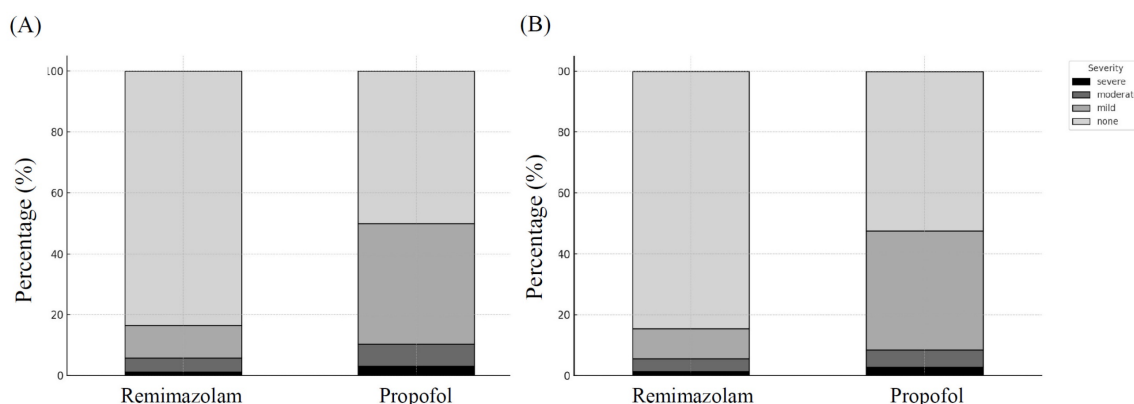 (A)
Percentage (%)
100
80
60
40
20
0
Remimazolam Propofol
(B)
Percentage (%)
00
80
60
40
20
0
Remimazolam Propofol
Severity
severe
moderat
mild
none